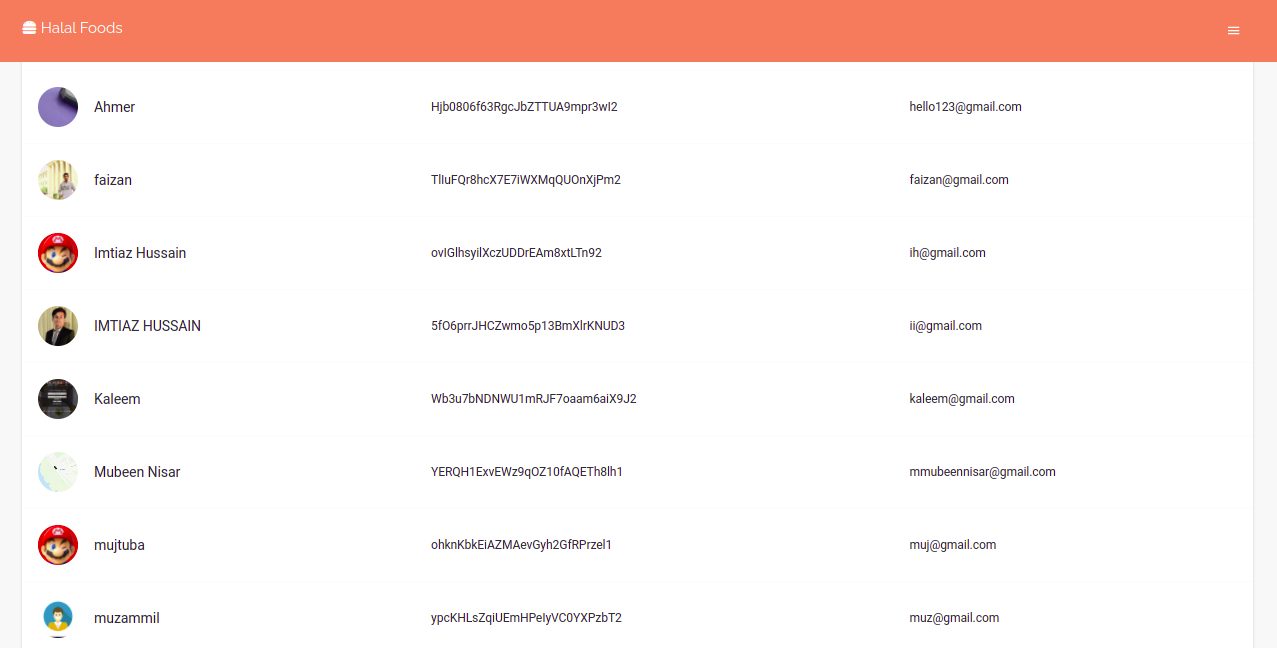 Halal Foods
Ahmer Hjb0806f63RgcJbZTTUA9mpr3wI2 hello123@gmail.com
faizan TlIuFQr8hcX7E7iWXMqQUOnXjPm2 faizan@gmail.com
Imtiaz Hussain ovIGlhsyilXczUDDrEAm8xtLTn92 ih@gmail.com
IMTIAZ HUSSAIN 5fO6prrJHCZwmo5p13BmXlrKNUD3 ii@gmail.com
Kaleem Wb3u7bNDNWU1mRJF7oaam6aiX9J2 kaleem@gmail.com
Mubeen Nisar YERQH1ExvEWz9qOZ10fAQETh8lh1 mmubeennisar@gmail.com
mujtuba ohknKbkEiAZMAevGyh2GfRPrzel1 muj@gmail.com
muzammil ypcKHLsZqiUEmHPeIyVC0YXPzbT2 muz@gmail.com